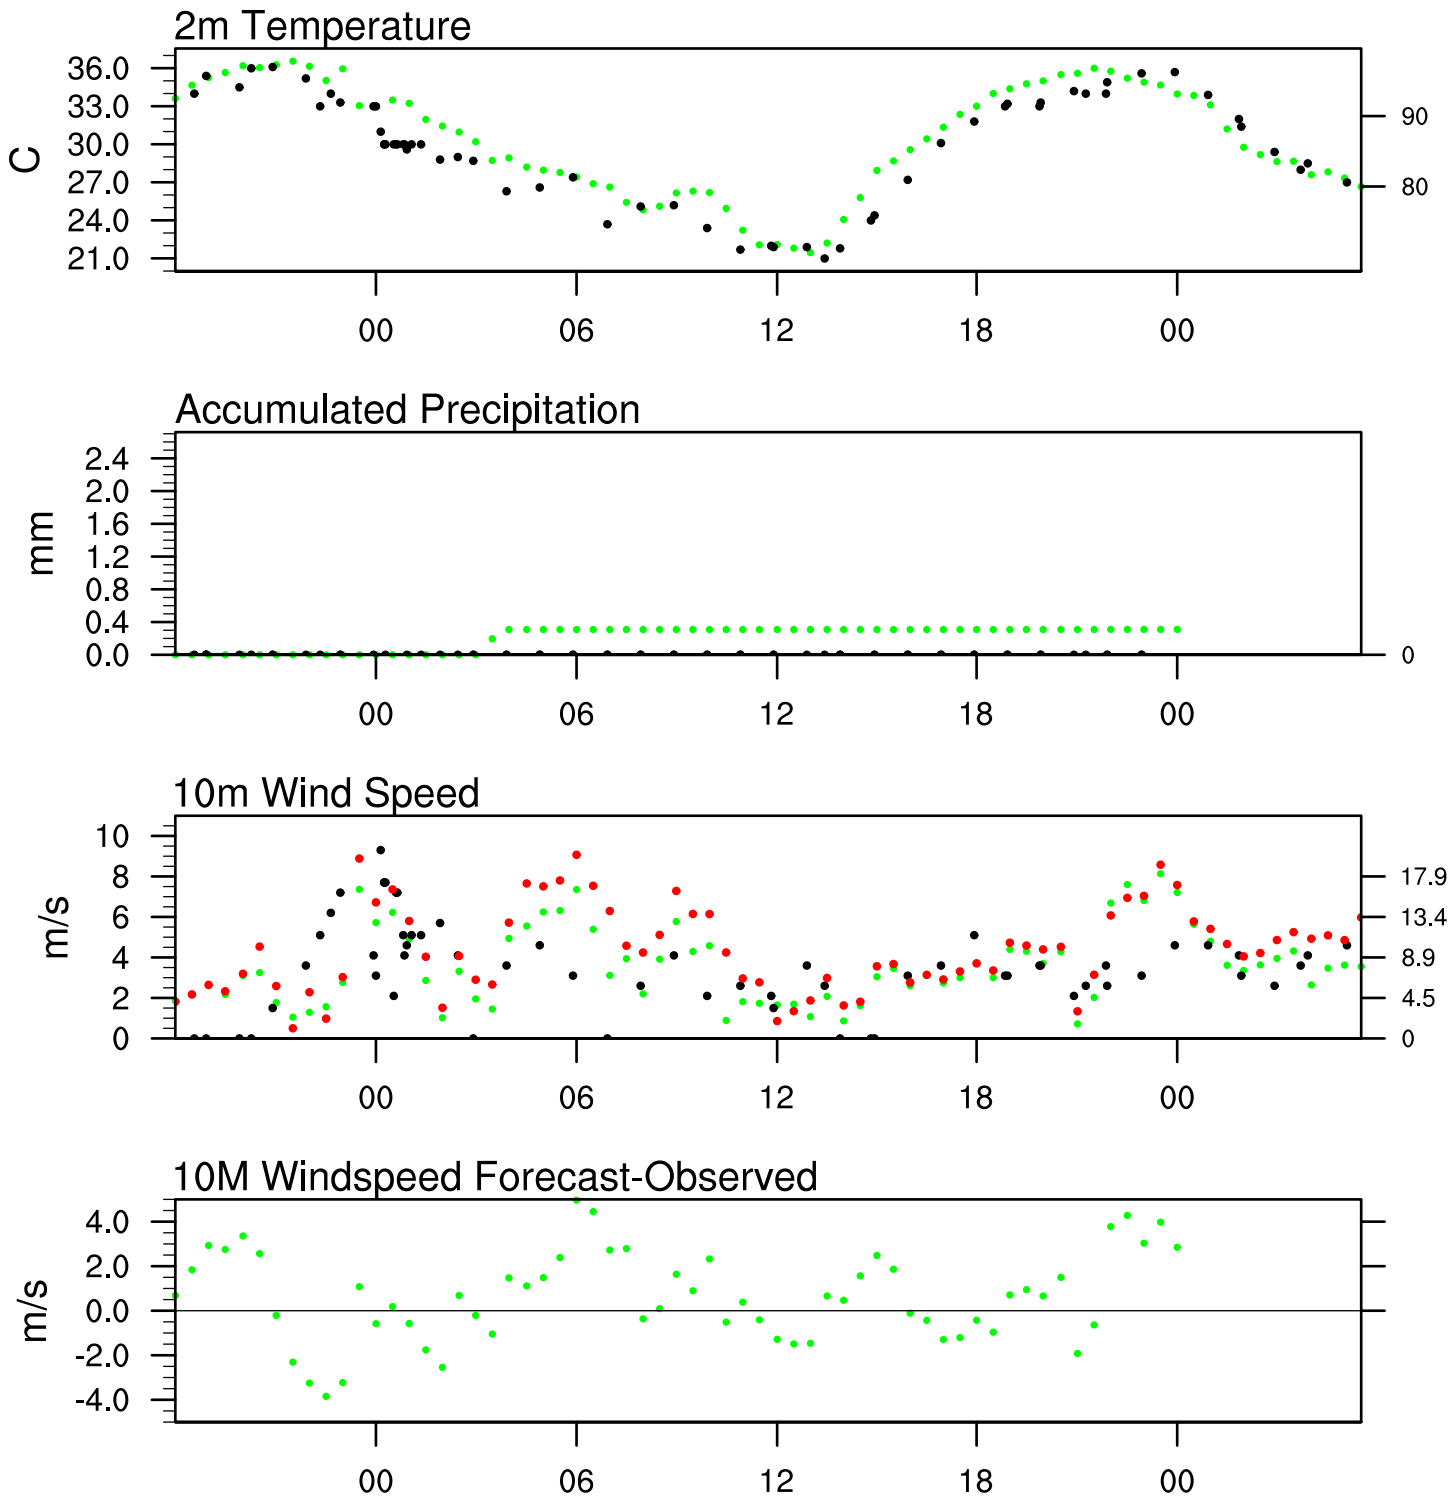 2m Temperature
36.0
33.0
30.0
27.0
24.0
21.0
C
90
80
00 06 12 18 00
Accumulated Precipitation
2.4
2.0
1.6
1.2
0.8
0.4
0.0
mm
0
00 06 12 18 00
10m Wind Speed
10
8
6
4
2
0
m/s
17.9
13.4
8.9
4.5
0
00 06 12 18 00
10M Windspeed Forecast-Observed
4.0
2.0
0.0
-2.0
-4.0
m/s
00 06 12 18 00